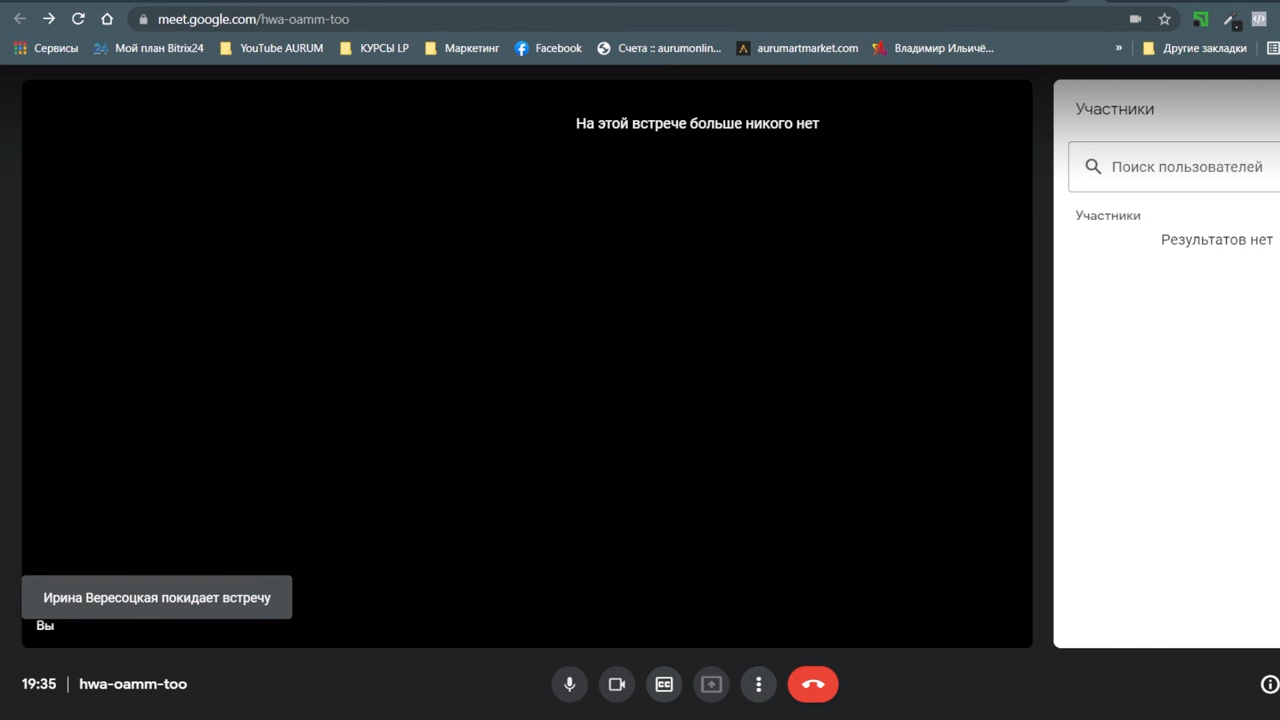 meet.google.com/hwa-oamm-too
Сервисы
24
Мой план Bitrix24
YouTube AURUM
КУРСЫ LP
Маркетинг
Facebook
Счета :: aurumonlin...
aurumartmarket.com
Владимир Ильичё...
»
Другие закладки
На этой встрече больше никого нет
Участники
Поиск пользователей
Участники
Результатов нет
Ирина Вересоцкая покидает встречу
Вы
19:35 | hwa-oamm-too
CC